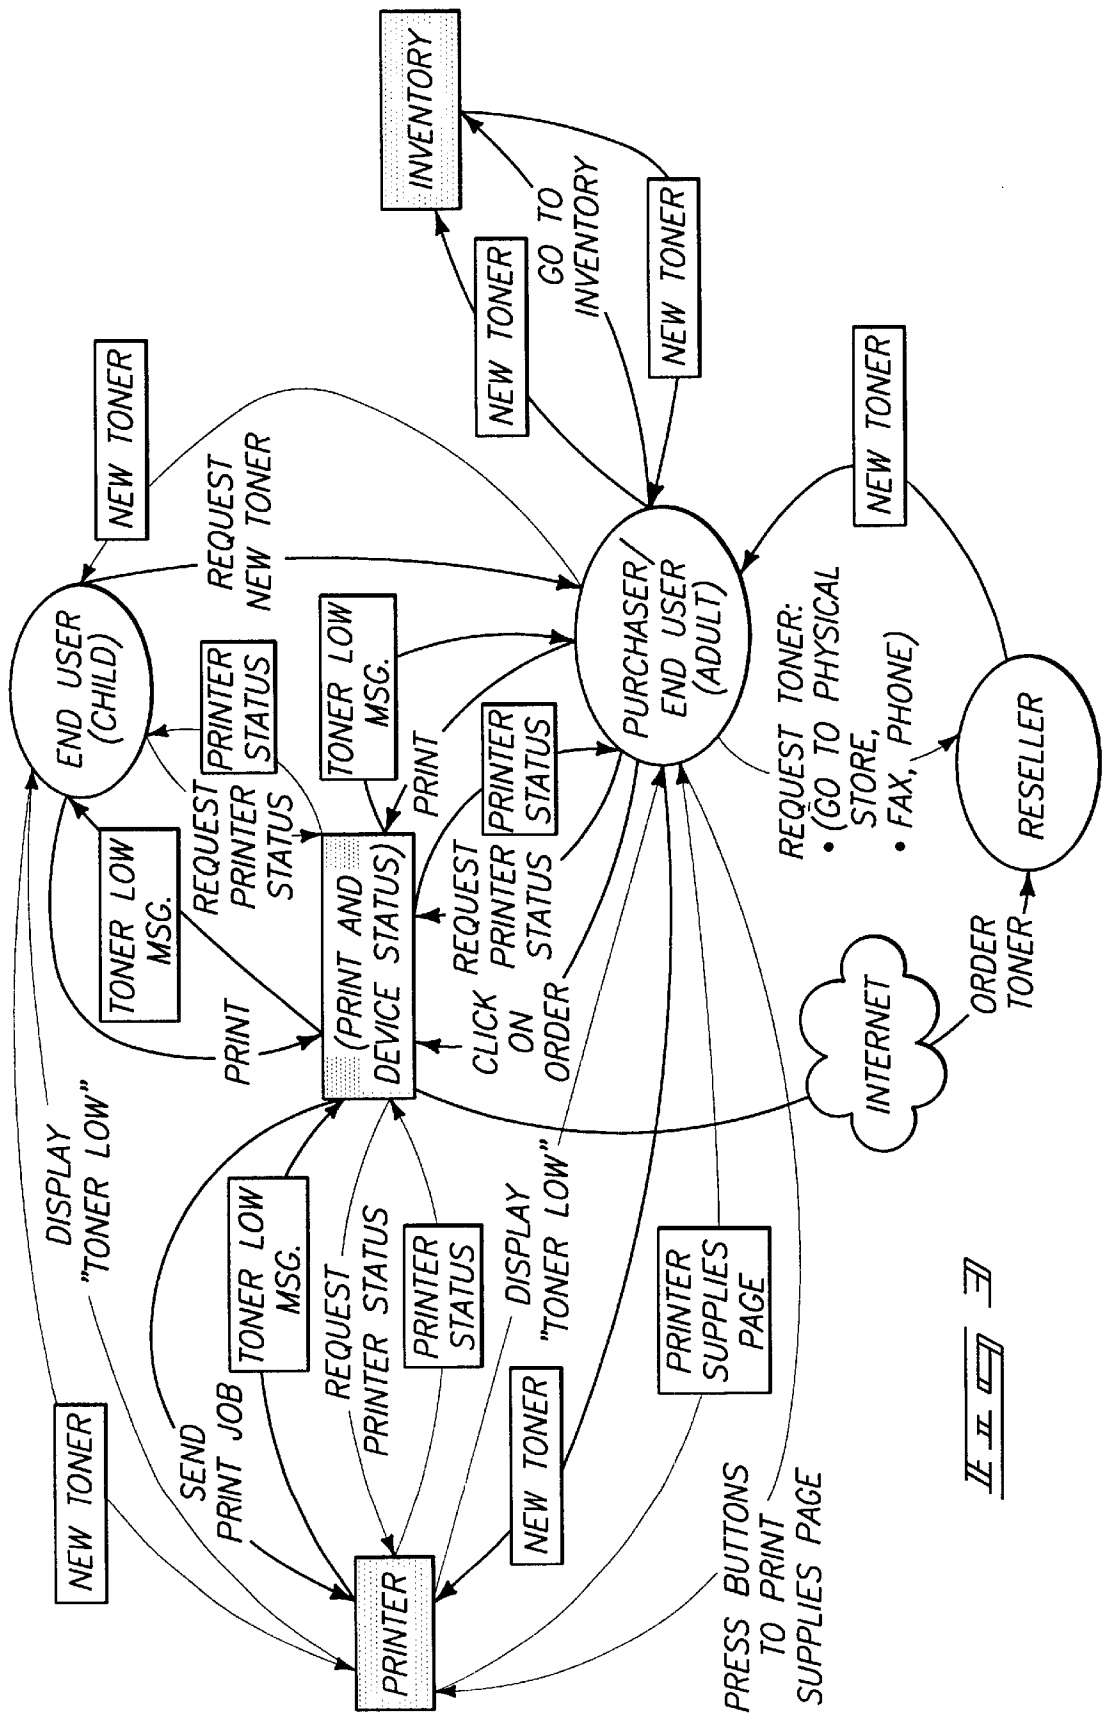 NEW TONER
DISPLAY
"TONER LOW"
END USER
(CHILD)
NEW TONER
TONER LOW
MSG.
PRINT
REQUEST
PRINTER
STATUS
PRINTER
STATUS
REQUEST
NEW TONER
SEND
PRINT JOB
TONER LOW
MSG.
REQUEST
PRINTER STATUS
PRINTER
STATUS
PRINTER
(PRINT AND
DEVICE STATUS)
TONER LOW
MSG.
PRINT
PRINTER
STATUS
REQUEST
PRINTER
STATUS
CLICK
ON
ORDER
INVENTORY
NEW TONER
GO TO
INVENTORY
NEW TONER
NEW TONER
DISPLAY
"TONER LOW"
PURCHASER/
END USER
(ADULT)
PRINTER
SUPPLIES
PAGE
PRESS BUTTONS
TO PRINT
SUPPLIES PAGE
REQUEST TONER:
• (GO TO PHYSICAL
STORE,
• FAX, PHONE)
NEW TONER
INTERNET
ORDER
TONER
RESELLER
FIG 3